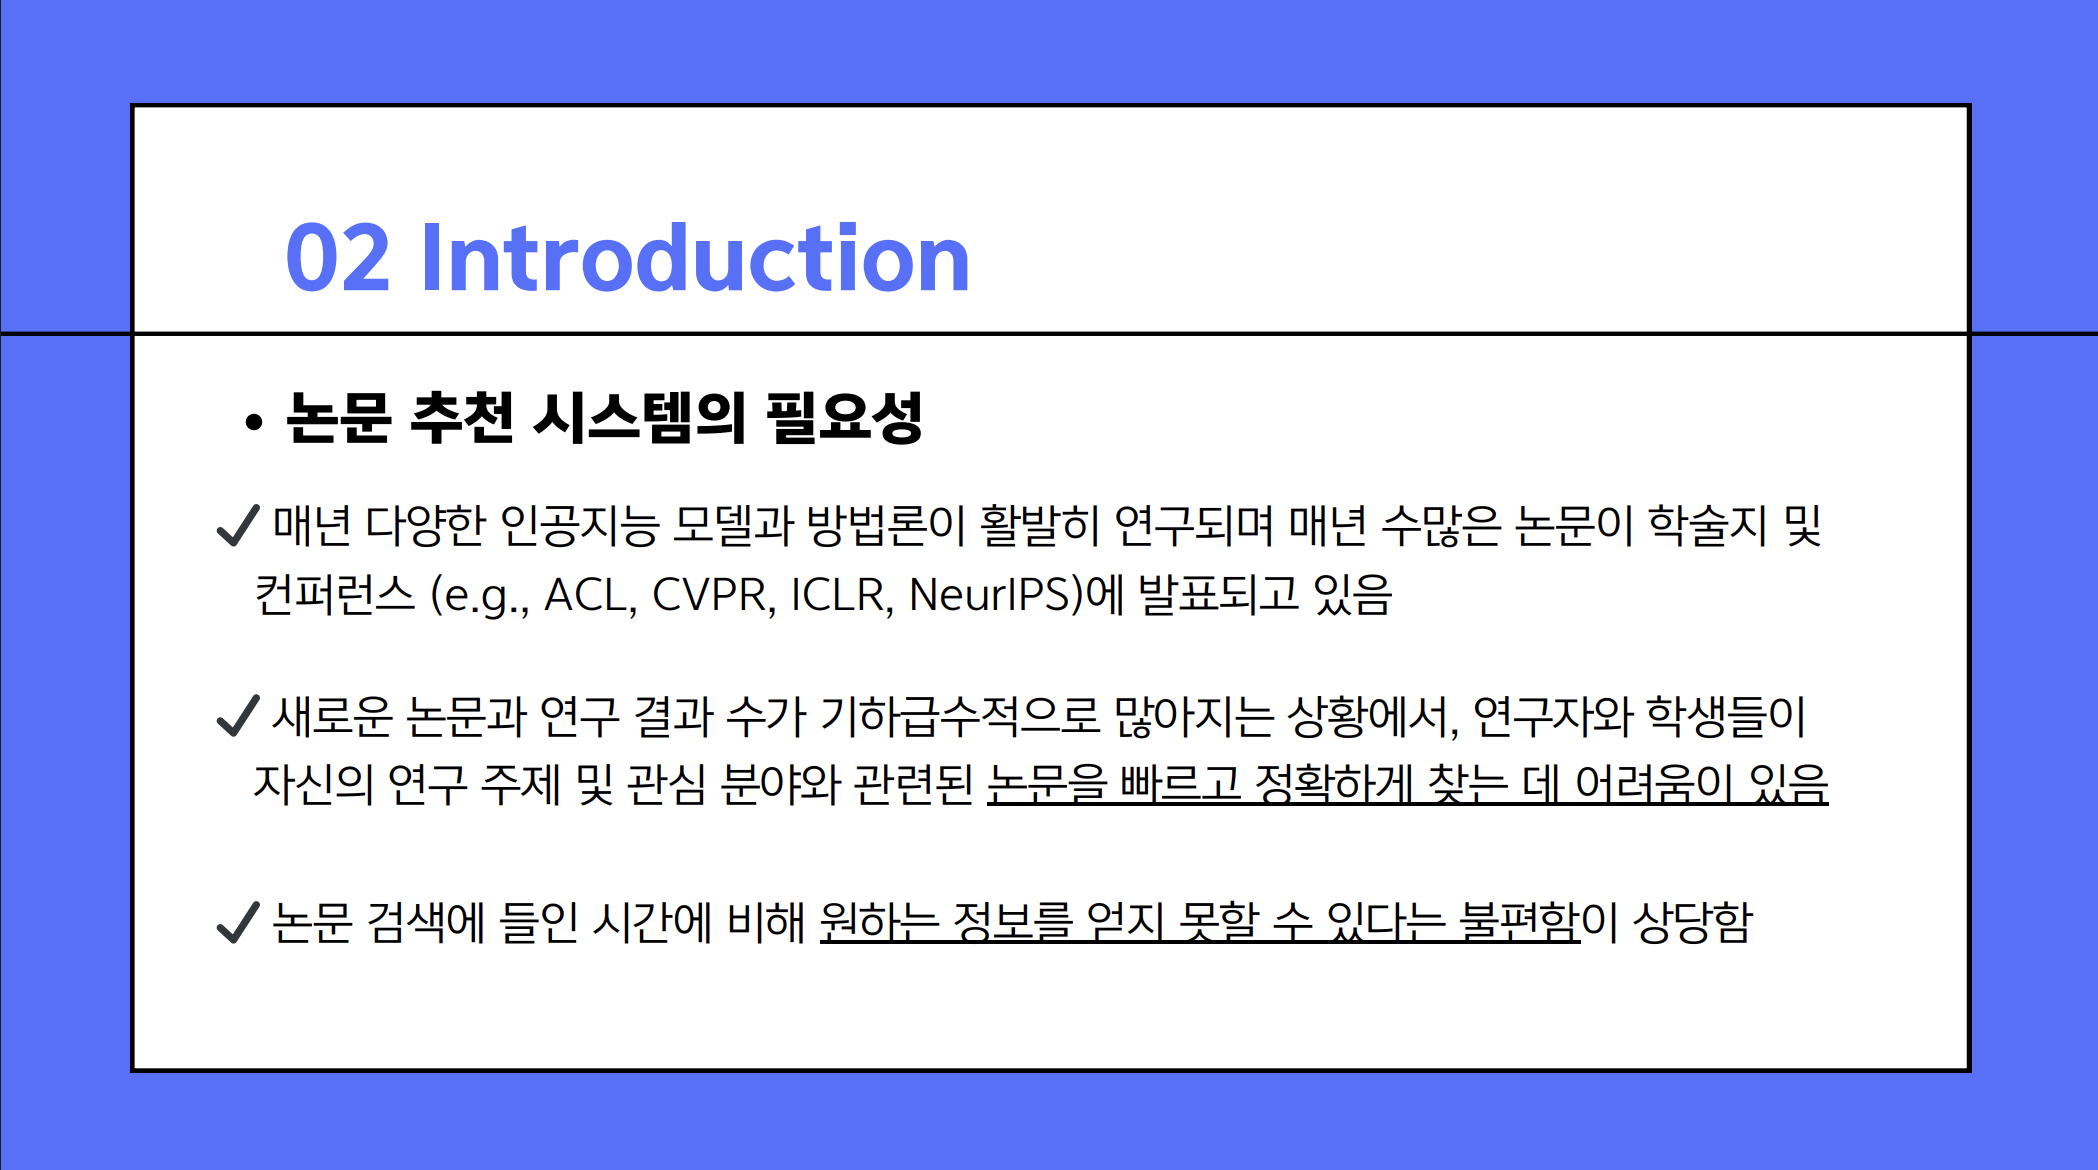 02 Introduction
• 논문 추천 시스템의 필요성
✓ 매년 다양한 인공지능 모델과 방법론이 활발히 연구되며 매년 수많은 논문이 학술지 및
컨퍼런스 (e.g., ACL, CVPR, ICLR, NeurIPS)에 발표되고 있음
✓ 새로운 논문과 연구 결과 수가 기하급수적으로 많아지는 상황에서, 연구자와 학생들이
자신의 연구 주제 및 관심 분야와 관련된 논문을 빠르고 정확하게 찾는 데 어려움이 있음
✓ 논문 검색에 들인 시간에 비해 원하는 정보를 얻지 못할 수 있다는 불편함이 상당함